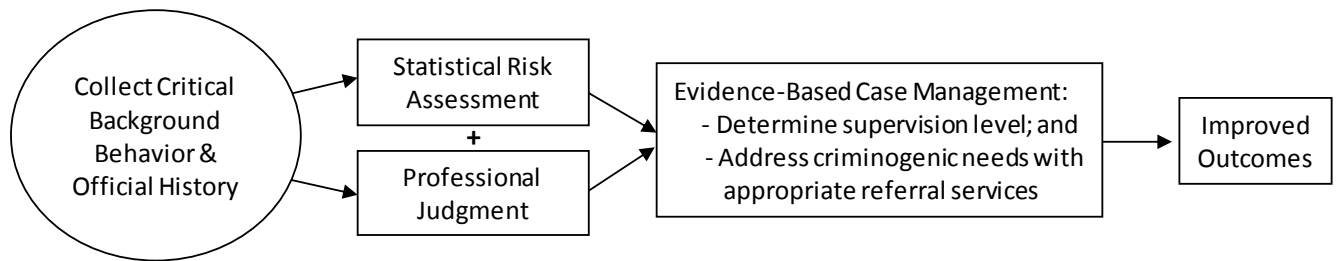 Collect Critical
Background
Behavior &
Official History
Statistical Risk
Assessment
+
Professional
Judgment
Evidence-Based Case Management:
- Determine supervision level; and
- Address criminogenic needs with
appropriate referral services
Improved
Outcomes